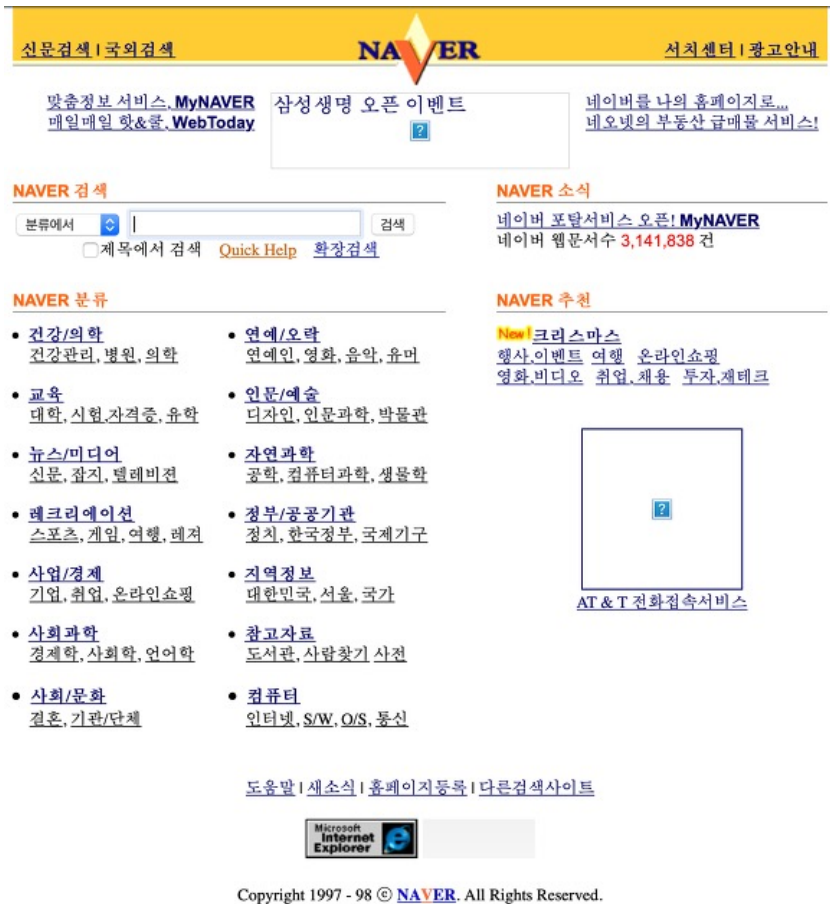 신문검색 | 국외검색
NAVER
서치센터 | 광고안내
맞춤정보 서비스, MyNAVER
매일매일 핫&쿨, WebToday
삼성생명 오픈 이벤트
네이버를 나의 홈페이지로...
네오넷의 부동산 급매물 서비스!
NAVER 검색
분류에서
검색
제목에서 검색 Quick Help 확장검색
NAVER 소식
네이버 포탈서비스 오픈! MyNAVER
네이버 웹문서수 3,141,838 건
NAVER 분류
• 건강/의학
건강관리, 병원, 의학
• 교육
대학, 시험,자격증, 유학
• 뉴스/미디어
신문, 잡지, 텔레비젼
• 레크리에이션
스포츠, 게임, 여행, 레져
• 사업/경제
기업, 취업, 온라인쇼핑
• 사회과학
경제학, 사회학, 언어학
• 사회/문화
결혼, 기관/단체
• 연예/오락
연예인, 영화, 음악, 유머
• 인문/예술
디자인, 인문과학, 박물관
• 자연과학
공학, 컴퓨터과학, 생물학
• 정부/공공기관
정치, 한국정부, 국제기구
• 지역정보
대한민국, 서울, 국가
• 참고자료
도서관, 사람찾기 사전
• 컴퓨터
인터넷, S/W, O/S, 통신
NAVER 추천
New! 크리스마스
행사,이벤트 여행 온라인쇼핑
영화,비디오 취업, 채용 투자,재테크
AT & T 전화접속서비스
도움말 | 새소식 | 홈페이지등록 | 다른검색사이트
Microsoft
Internet
Explorer
Copyright 1997 - 98 ⓒ NAVER. All Rights Reserved.